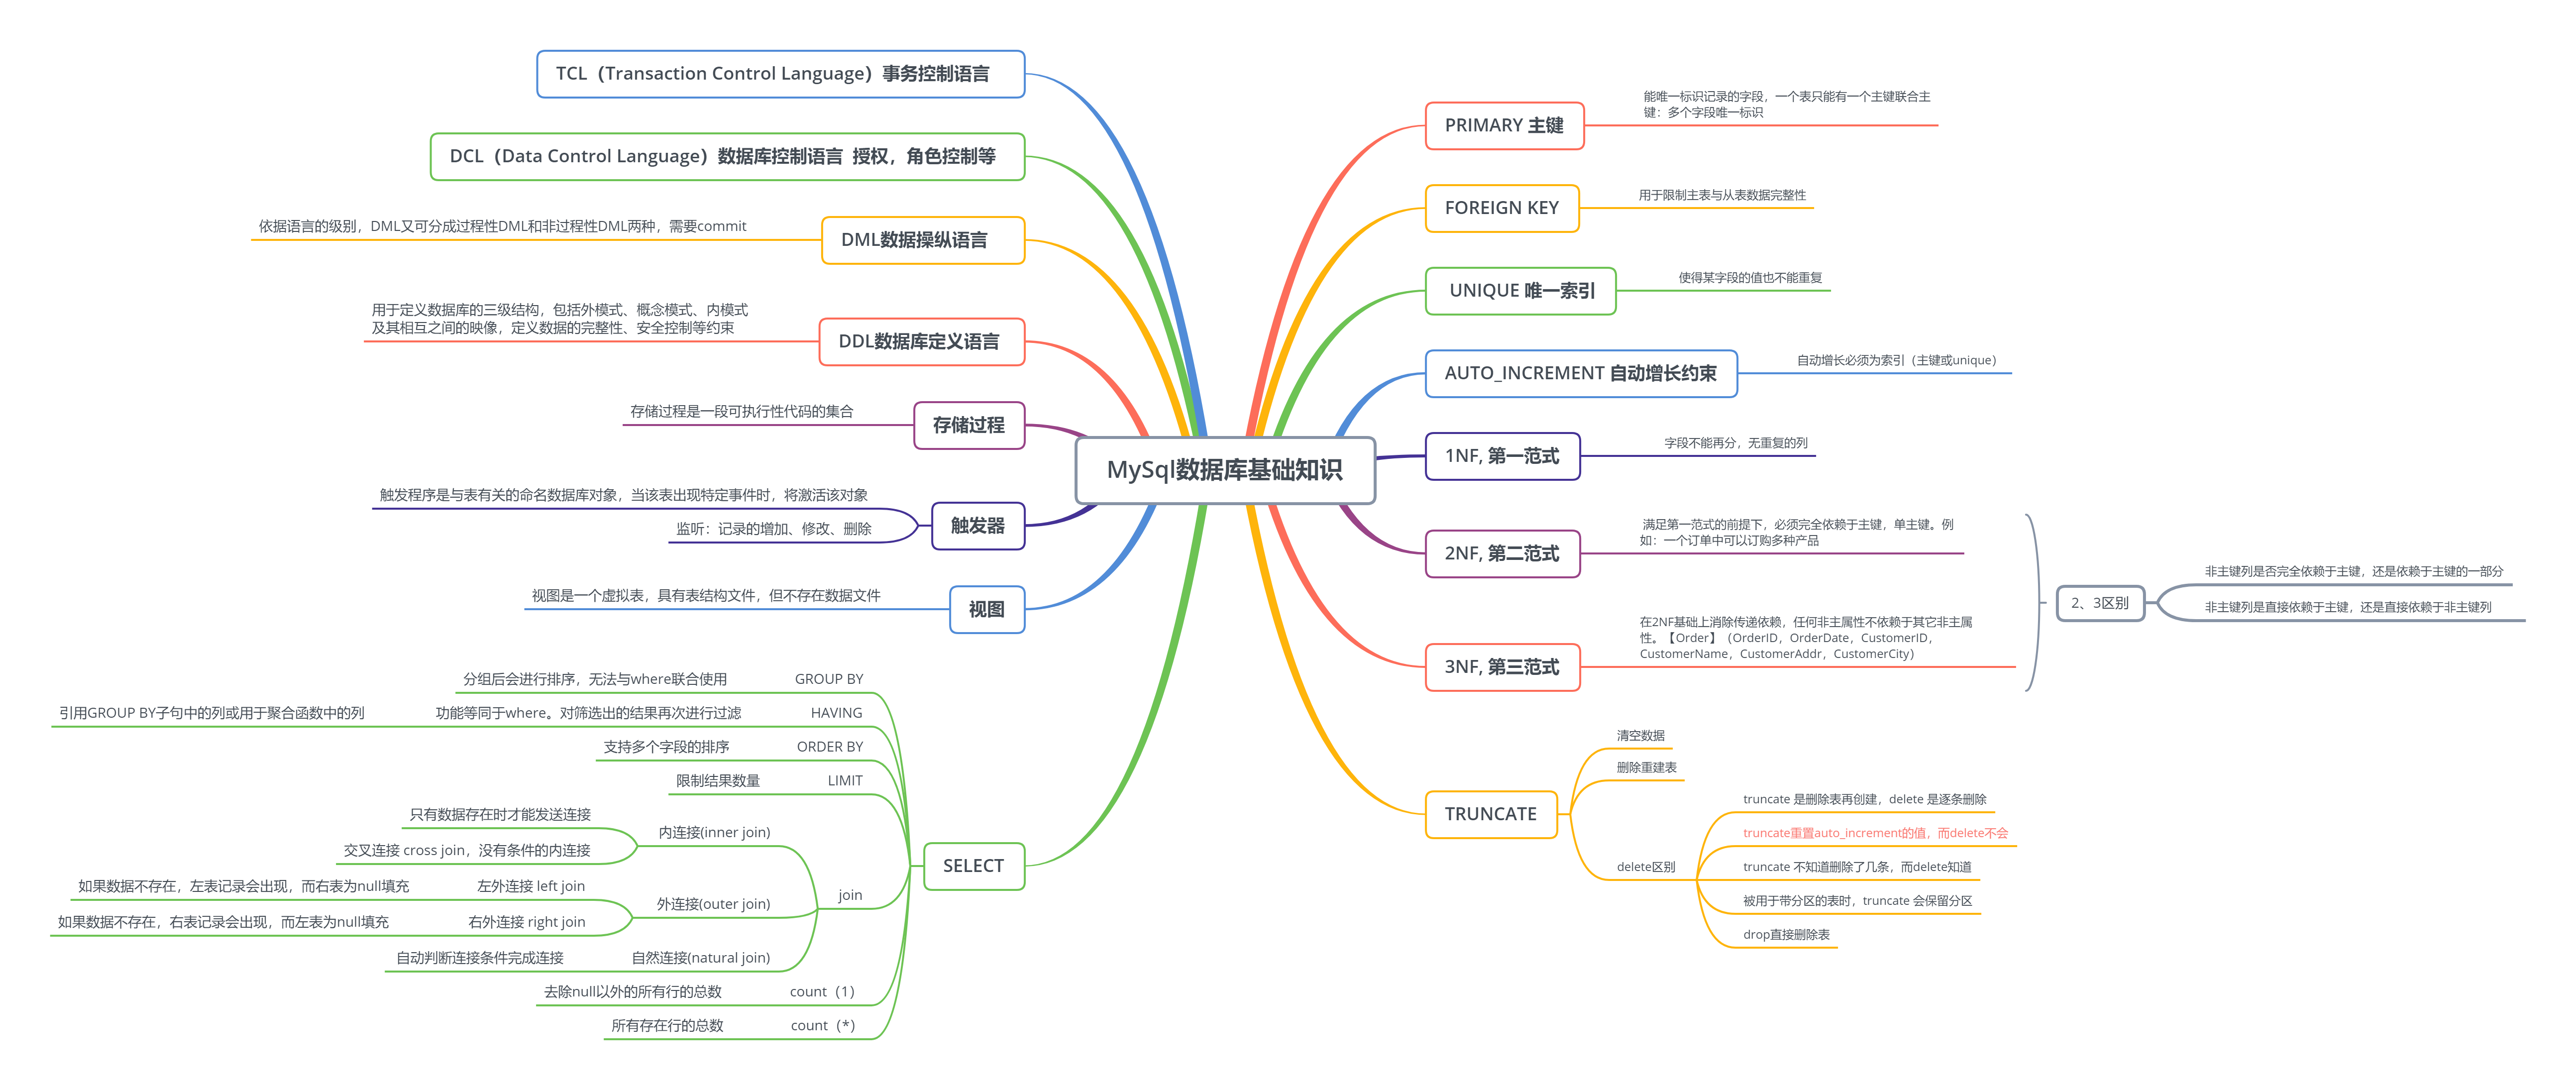 MySql数据库基础知识
TCL（Transaction Control Language）事务控制语言
DCL（Data Control Language）数据库控制语言 授权，角色控制等
DML数据操纵语言
依据语言的级别，DML又可分成过程性DML和非过程性DML两种，需要commit
DDL数据库定义语言
用于定义数据库的三级结构，包括外模式、概念模式、内模式
及其相互之间的映像，定义数据的完整性、安全控制等约束
存储过程
存储过程是一段可执行性代码的集合
触发器
触发程序是与表有关的命名数据库对象，当该表出现特定事件时，将激活该对象
监听：记录的增加、修改、删除
视图
视图是一个虚拟表，具有表结构文件，但不存在数据文件
SELECT
GROUP BY
分组后会进行排序，无法与where联合使用
HAVING
功能等同于where。对筛选出的结果再次进行过滤
引用GROUP BY子句中的列或用于聚合函数中的列
ORDER BY
支持多个字段的排序
LIMIT
限制结果数量
join
内连接(inner join)
只有数据存在时才能发送连接
交叉连接 cross join，没有条件的内连接
外连接(outer join)
左外连接 left join
如果数据不存在，左表记录会出现，而右表为null填充
右外连接 right join
如果数据不存在，右表记录会出现，而左表为null填充
自然连接(natural join)
自动判断连接条件完成连接
count（1）
去除null以外的所有行的总数
count（*）
所有存在行的总数
PRIMARY 主键
能唯一标识记录的字段，一个表只能有一个主键联合主
键：多个字段唯一标识
FOREIGN KEY
用于限制主表与从表数据完整性
UNIQUE 唯一索引
使得某字段的值也不能重复
AUTO_INCREMENT 自动增长约束
自动增长必须为索引（主键或unique）
1NF, 第一范式
字段不能再分，无重复的列
2NF, 第二范式
满足第一范式的前提下，必须完全依赖于主键，单主键。例
如：一个订单中可以订购多种产品
3NF, 第三范式
在2NF基础上消除传递依赖，任何非主属性不依赖于其它非主属
性。【Order】（OrderID，OrderDate，CustomerID，
CustomerName，CustomerAddr，CustomerCity）
2、3区别
非主键列是否完全依赖于主键，还是依赖于主键的一部分
非主键列是直接依赖于主键，还是直接依赖于非主键列
TRUNCATE
清空数据
删除重建表
delete区别
truncate 是删除表再创建，delete 是逐条删除
truncate重置auto_increment的值，而delete不会
truncate 不知道删除了几条，而delete知道
被用于带分区的表时，truncate 会保留分区
drop直接删除表